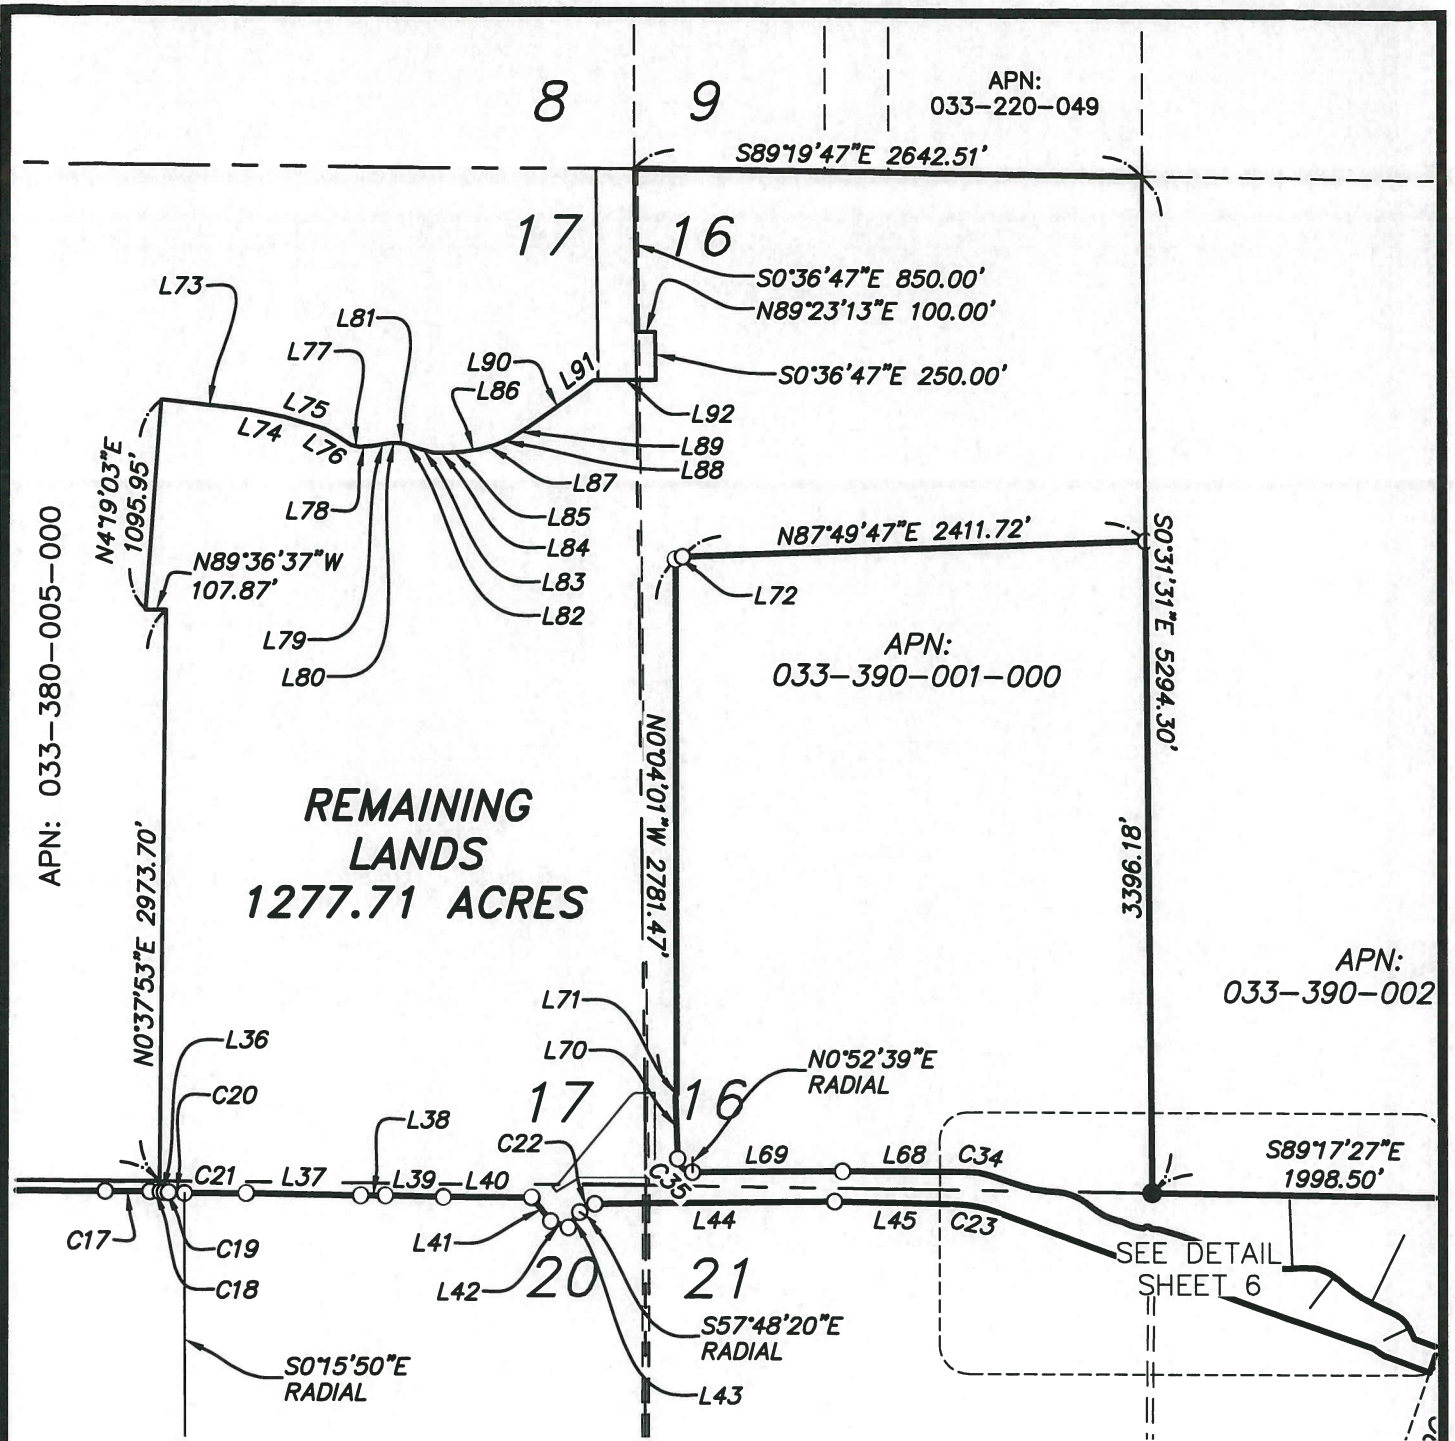 8
9
APN:
033-220-049
S89°19'47"E 2642.51'
17
16
S0°36'47"E 850.00'
N89°23'13"E 100.00'
S0°36'47"E 250.00'
L73
L81
L77
L90
L91
L86
L75
L74
L76
L92
L89
L88
L87
L78
L85
L84
L83
L82
L79
L80
N4°19'03"E
1095.95'
N89°36'37"W
107.87'
APN: 033-380-005-000
N87°49'47"E 2411.72'
L72
APN:
033-390-001-000
S0°31'31"E 5294.30'
N0°04'01"W 2781.47'
REMAINING
LANDS
1277.71 ACRES
3396.18'
N0°37'53"E 2973.70'
APN:
033-390-002
L71
L70
L36
C20
N0°52'39"E
RADIAL
17
16
L38
C22
C21
L37
L39
L40
C35
L69
L68
C34
S89°17'27"E
1998.50'
C17
C19
C18
L41
L42
L44
L45
C23
20
21
SEE DETAIL
SHEET 6
S57°48'20"E
RADIAL
S0°15'50"E
RADIAL
L43